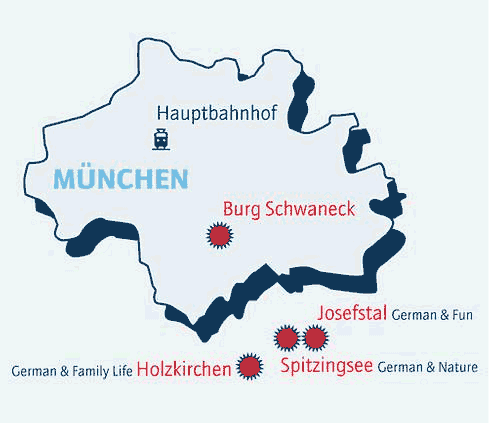 Hauptbahnhof
MÜNCHEN
Burg Schwaneck
Josefstal German & Fun
Spitzingsee German & Nature
German & Family Life Holzkirchen